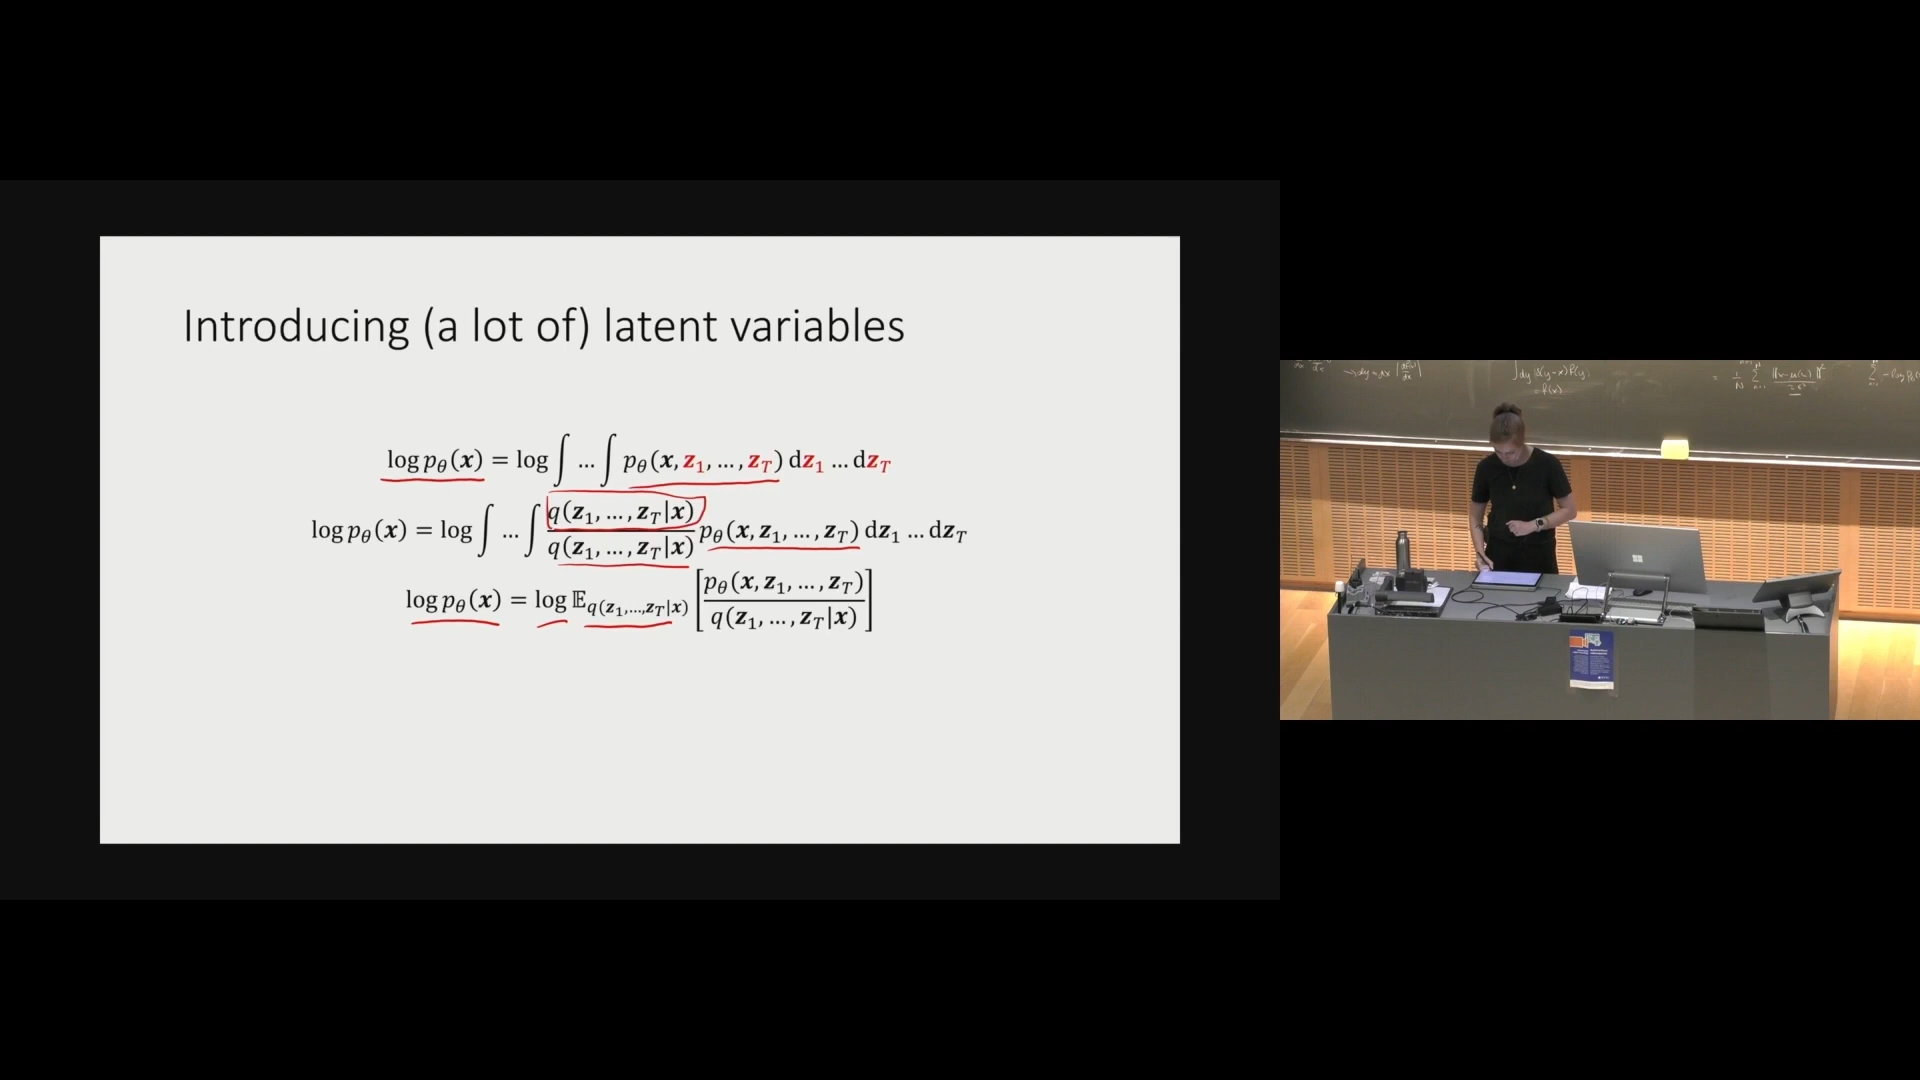 Introducing (a lot of) latent variables
log p_θ(x) = log ∫ … ∫ p_θ(x, z_1, … , z_T) dz_1 … dz_T
log p_θ(x) = log ∫ … ∫ q(z_1, … , z_T|x) / q(z_1, … , z_T|x) p_θ(x, z_1, … , z_T) dz_1 … dz_T
log p_θ(x) = log 𝔼_{q(z_1,…,z_T|x)} [ p_θ(x, z_1, … , z_T) / q(z_1, … , z_T|x) ]